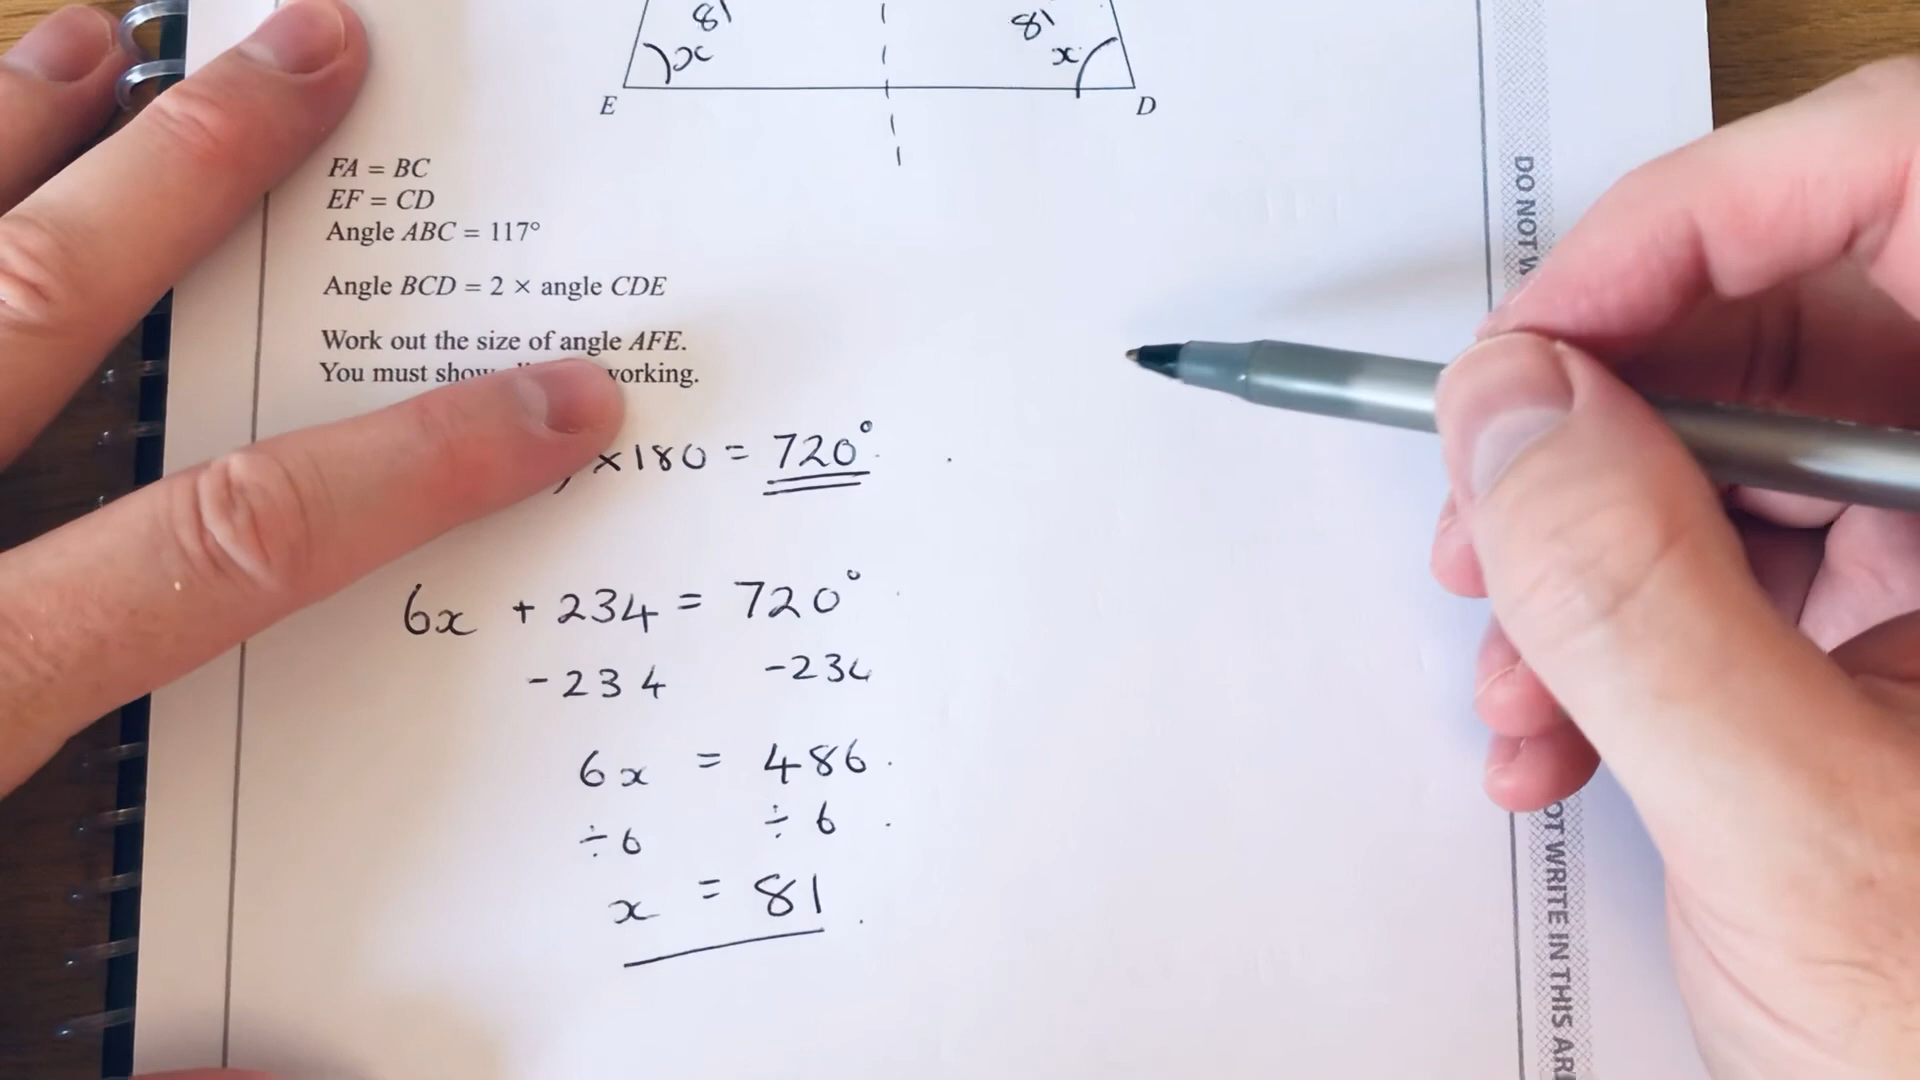 81 81
x x
E D
FA = BC
EF = CD
Angle ABC = 117°
Angle BCD = 2 × angle CDE
Work out the size of angle AFE.
You must show working.
×180 = 720°
6x + 234 = 720°
-234 -234
6x = 486
÷6 ÷6
x = 81
DO NOT W
OT WRITE IN THIS ARE